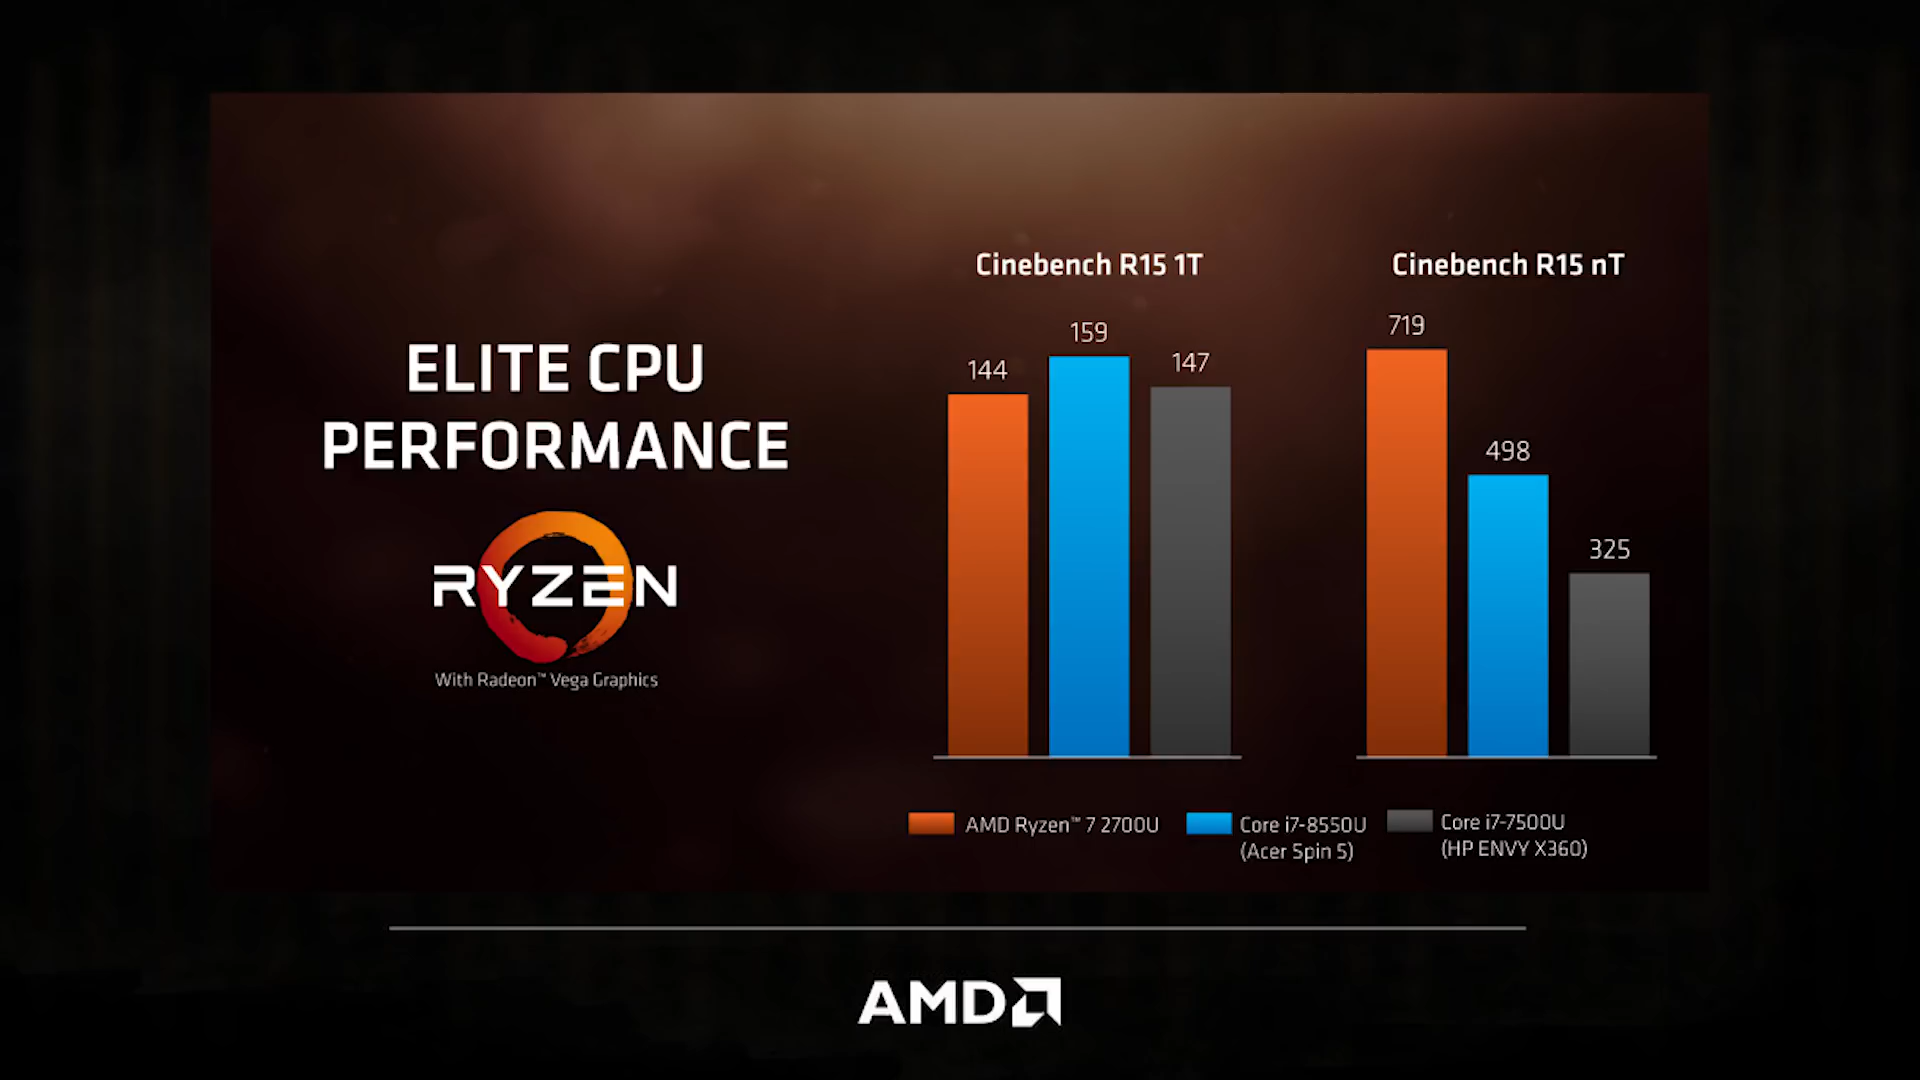 ELITE CPU
PERFORMANCE
RYZEN
With Radeon™ Vega Graphics
Cinebench R15 1T
144
159
147
Cinebench R15 nT
719
498
325
AMD Ryzen™ 7 2700U
Core i7-8550U
(Acer Spin 5)
Core i7-7500U
(HP ENVY X360)
AMD